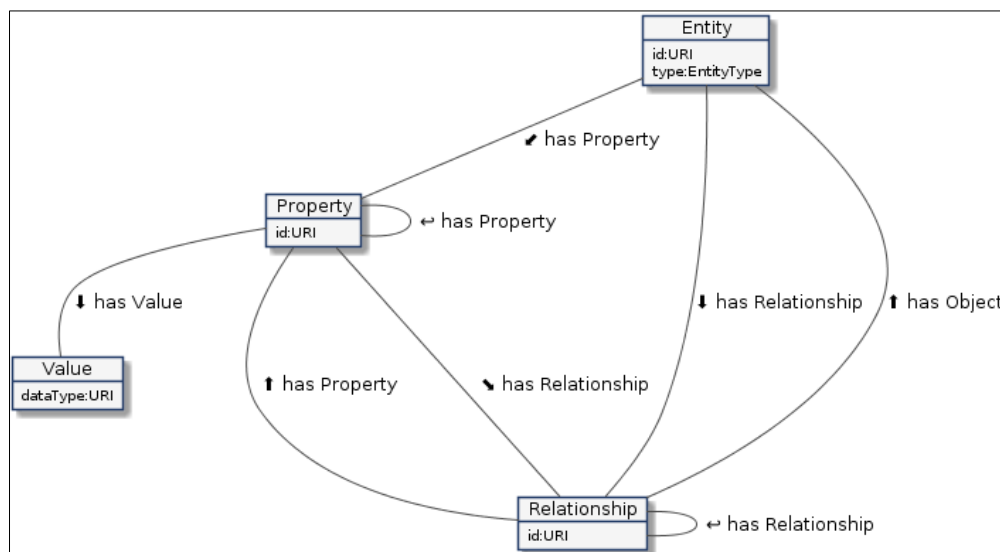 Entity
id:URI
type:EntityType
⬋ has Property
Property
id:URI
↩ has Property
⬇ has Value
⬇ has Relationship
⬆ has Object
Value
dataType:URI
⬆ has Property
⬊ has Relationship
Relationship
id:URI
↩ has Relationship